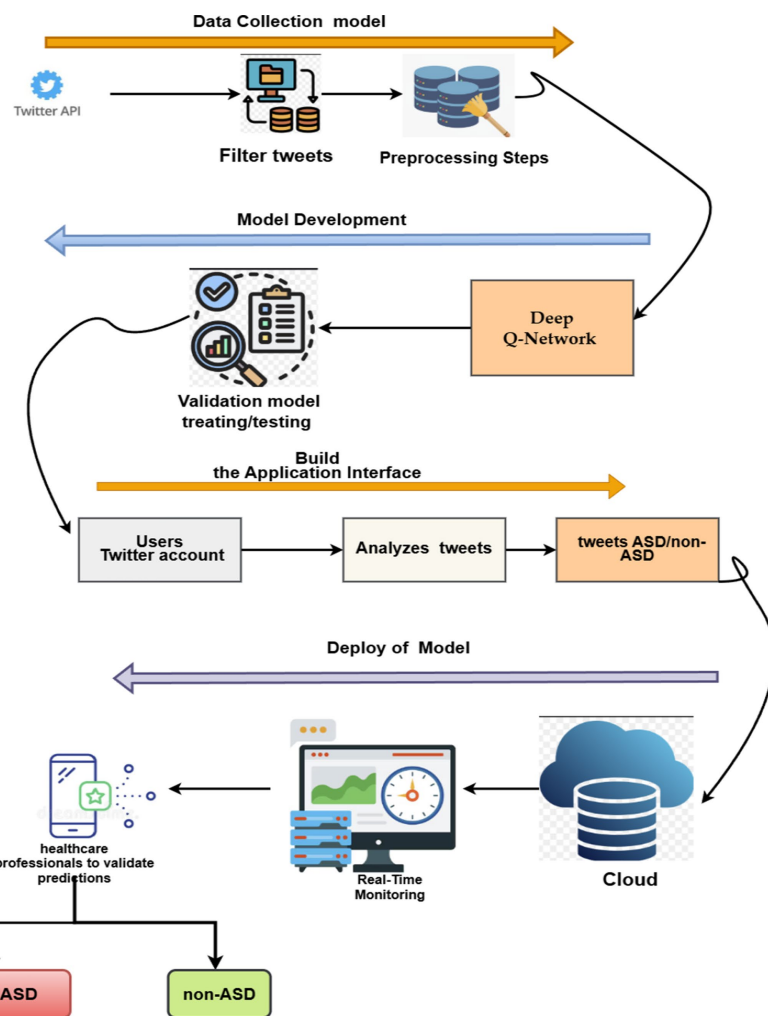 Data Collection model
Twitter API
Filter tweets
Preprocessing Steps
Model Development
Deep
Q-Network
Validation model
treating/testing
Build
the Application Interface
Users
Twitter account
Analyzes tweets
tweets ASD/non-
ASD
Deploy of Model
healthcare
professionals to validate
predictions
Real-Time
Monitoring
Cloud
ASD
non-ASD